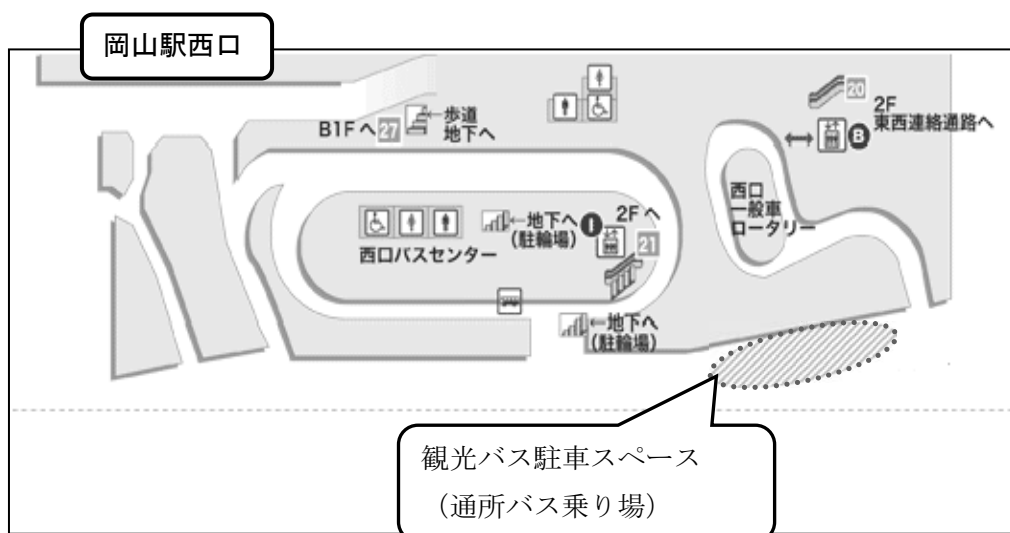 岡山駅西口
B1Fへ 27
←歩道
地下へ
20
2F
東西連絡通路へ
B
西口
一般車
ロータリー
←地下へ
(駐輪場)
1
2Fへ
21
西口バスセンター
←地下へ
(駐輪場)
観光バス駐車スペース
（通所バス乗り場）